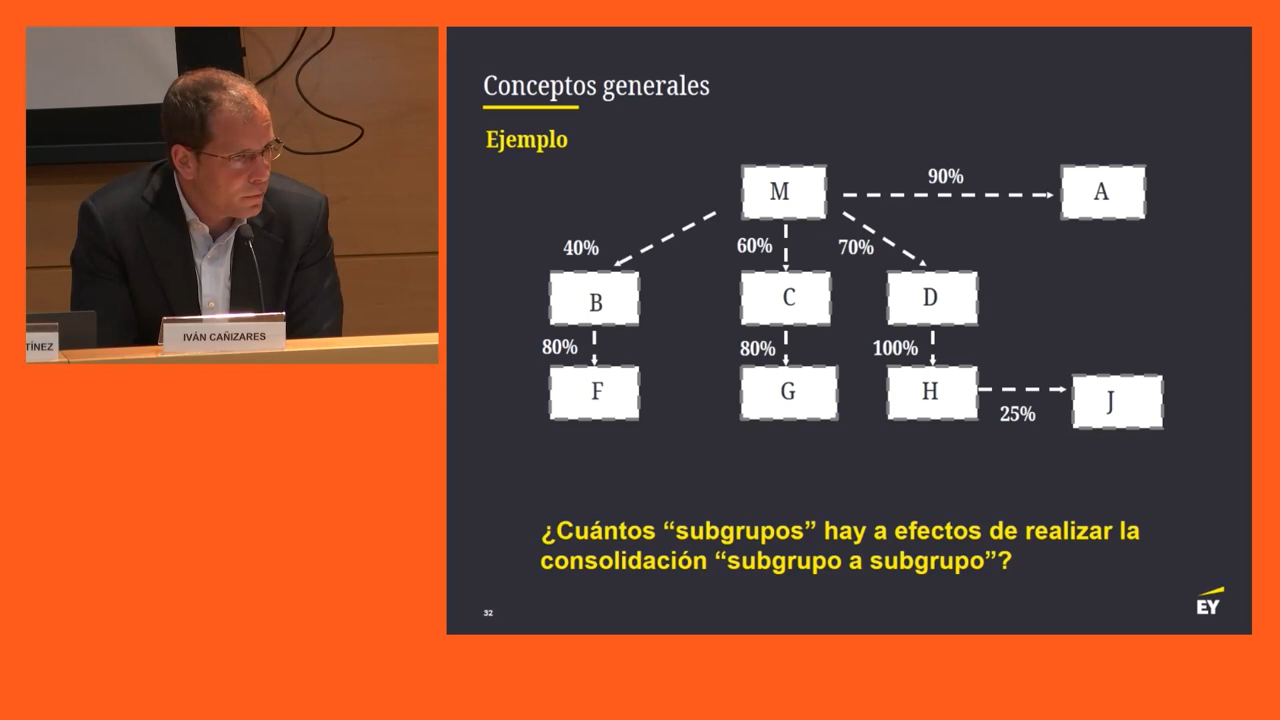 Conceptos generales
Ejemplo
M
90%
A
40%
60%
70%
B
C
D
80%
80%
100%
F
G
H
25%
J
¿Cuántos “subgrupos” hay a efectos de realizar la
consolidación “subgrupo a subgrupo”?
32
EY
TÍNEZ
IVÁN CAÑIZARES